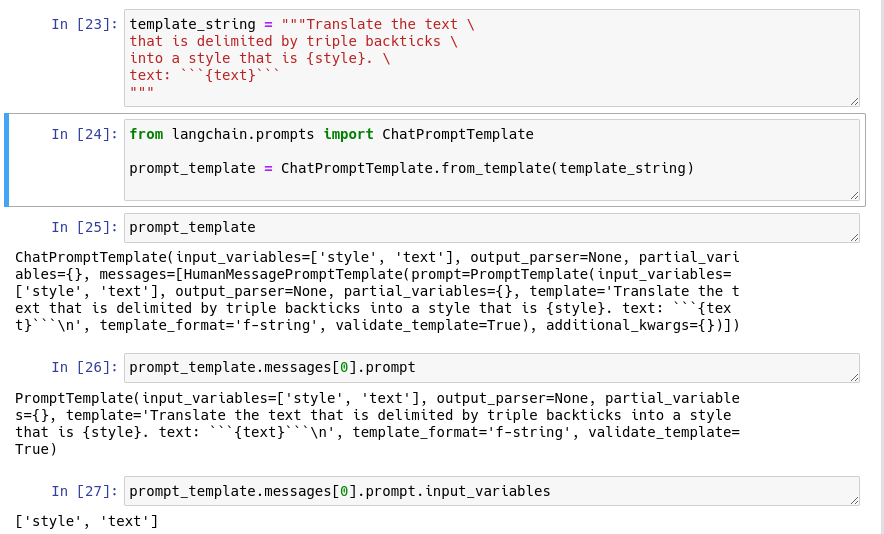 In [23]: template_string = """Translate the text \
that is delimited by triple backticks \
into a style that is {style}. \
text: ```{text}```
"""
In [24]: from langchain.prompts import ChatPromptTemplate
prompt_template = ChatPromptTemplate.from_template(template_string)
In [25]: prompt_template
ChatPromptTemplate(input_variables=['style', 'text'], output_parser=None, partial_vari
ables={}, messages=[HumanMessagePromptTemplate(prompt=PromptTemplate(input_variables=
['style', 'text'], output_parser=None, partial_variables={}, template='Translate the t
ext that is delimited by triple backticks into a style that is {style}. text: ```{tex
t}```\n', template_format='f-string', validate_template=True), additional_kwargs={})])
In [26]: prompt_template.messages[0].prompt
PromptTemplate(input_variables=['style', 'text'], output_parser=None, partial_variable
s={}, template='Translate the text that is delimited by triple backticks into a style
that is {style}. text: ```{text}```\n', template_format='f-string', validate_template=
True)
In [27]: prompt_template.messages[0].prompt.input_variables
['style', 'text']